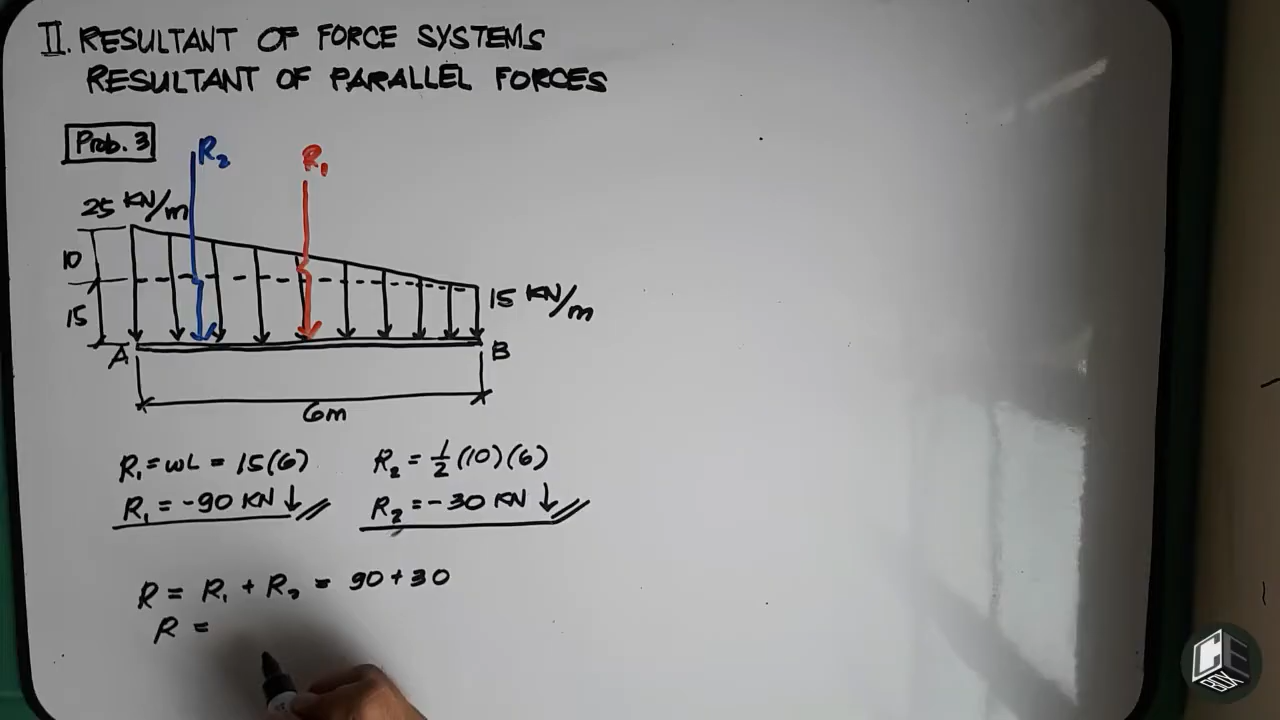 II. RESULTANT OF FORCE SYSTEMS
RESULTANT OF PARALLEL FORCES
Prob. 3
R₂
R₁
25 KN/m
10
15
15 KN/m
A
B
6m
R₁ = wL = 15(6)
R₁ = -90 KN ↓
R₂ = 1/2 (10)(6)
R₂ = -30 KN ↓
R = R₁ + R₂ = 90 + 30
R =
CE
BOX